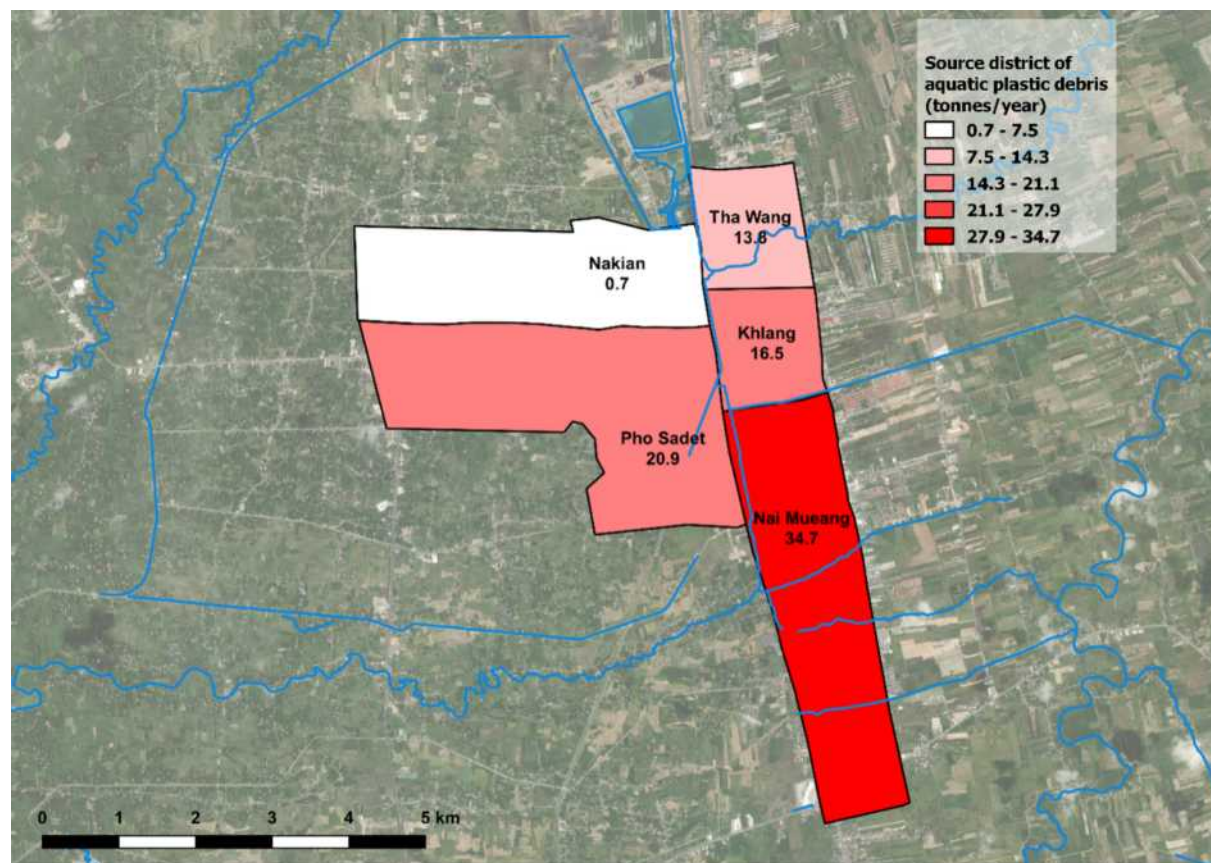 Source district of
aquatic plastic debris
(tonnes/year)
0.7 - 7.5
7.5 - 14.3
14.3 - 21.1
21.1 - 27.9
27.9 - 34.7
Tha Wang
13.8
Nakian
0.7
Khlang
16.5
Pho Sadet
20.9
Nai Mueang
34.7
0 1 2 3 4 5 km